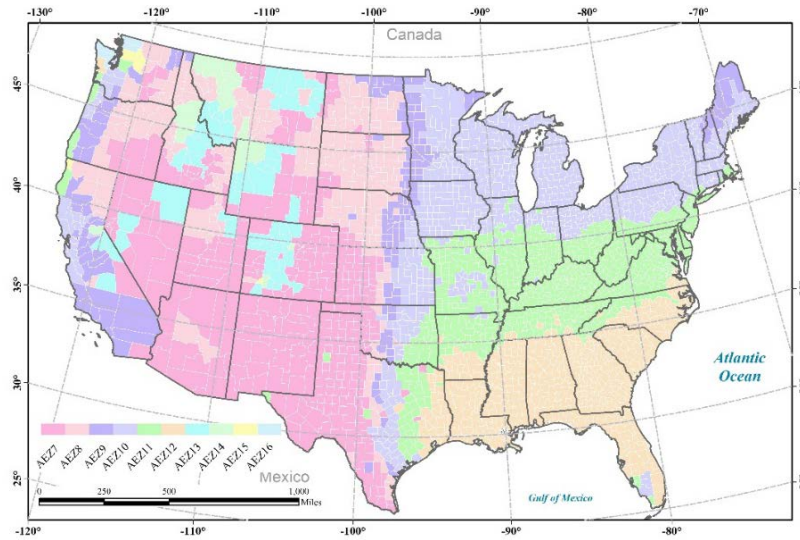 -130° -120° -110° -100° -90° -80° -70°
Canada
45°
40°
35°
30°
25°
Atlantic
Ocean
AEZ7 AEZ8 AEZ9 AEZ10 AEZ11 AEZ12 AEZ13 AEZ14 AEZ15 AEZ16
Mexico
0 250 500 1,000
Miles
Gulf of Mexico
-120° -110° -100° -90° -80°